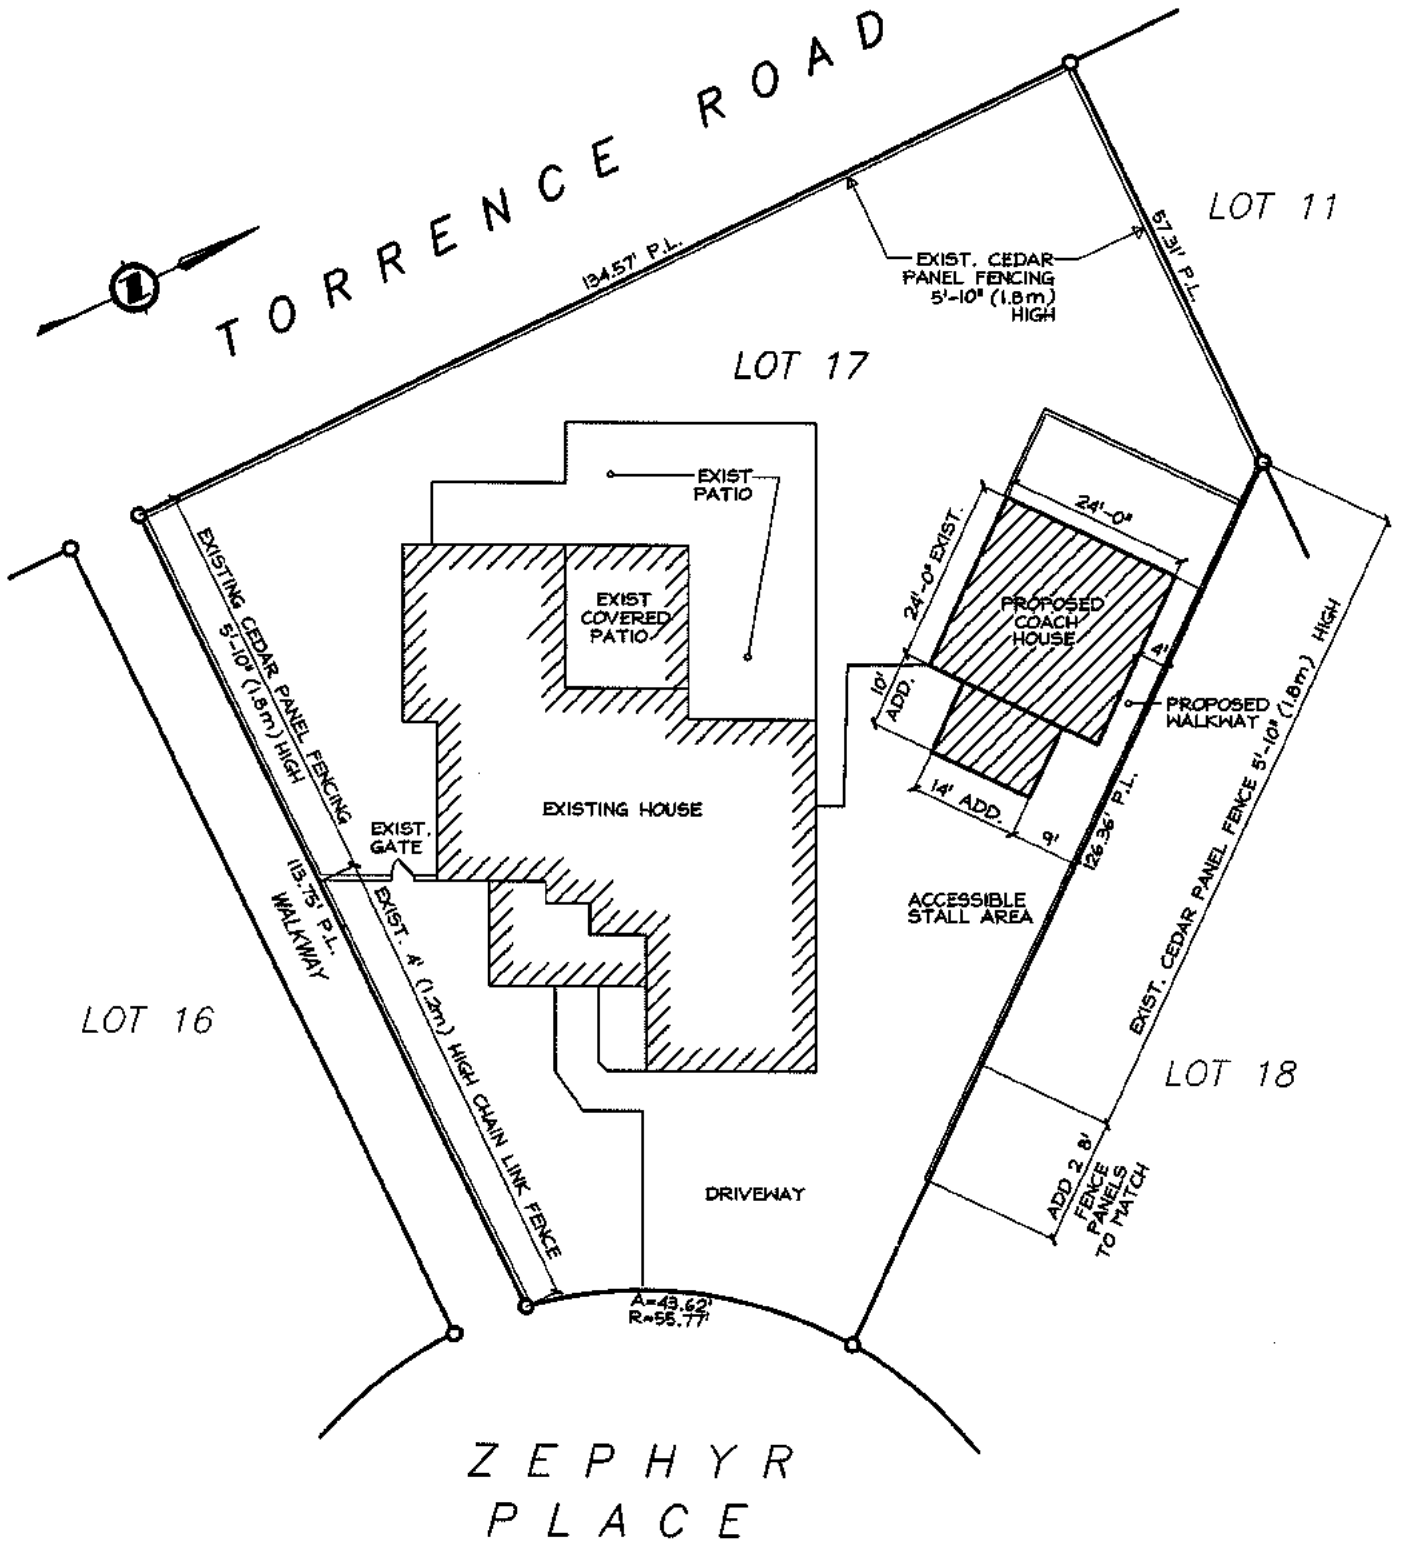 TORRENCE ROAD
LOT 11
134.57' P.L.
57.31' P.L.
EXIST. CEDAR
PANEL FENCING
5'-10" (1.8m)
HIGH
LOT 17
EXIST
PATIO
24'-0"
24'-0" EXIST.
EXISTING CEDAR PANEL FENCING
5'-10" (1.8m) HIGH
EXIST
COVERED
PATIO
PROPOSED
COACH
HOUSE
4'
10'
ADD.
PROPOSED
WALKWAY
EXISTING HOUSE
14' ADD.
9'
EXIST.
GATE
126.36' P.L.
EXIST. CEDAR PANEL FENCE 5'-10" (1.8m) HIGH
113.75' P.L.
WALKWAY
ACCESSIBLE
STALL AREA
EXIST. 4' (1.2m) HIGH CHAIN LINK FENCE
LOT 16
LOT 18
ADD 2 8'
FENCE
PANELS
TO MATCH
DRIVEWAY
A=43.62'
R=55.77'
ZEPHYR
PLACE